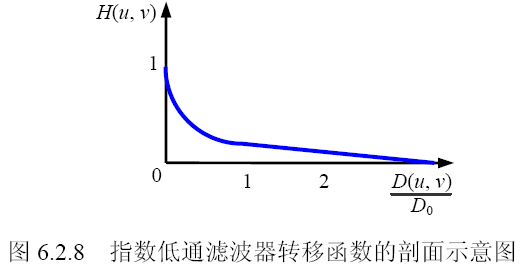 H(u, v)
1
0
1
2
D(u, v)
D₀
图 6.2.8 指数低通滤波器转移函数的剖面示意图